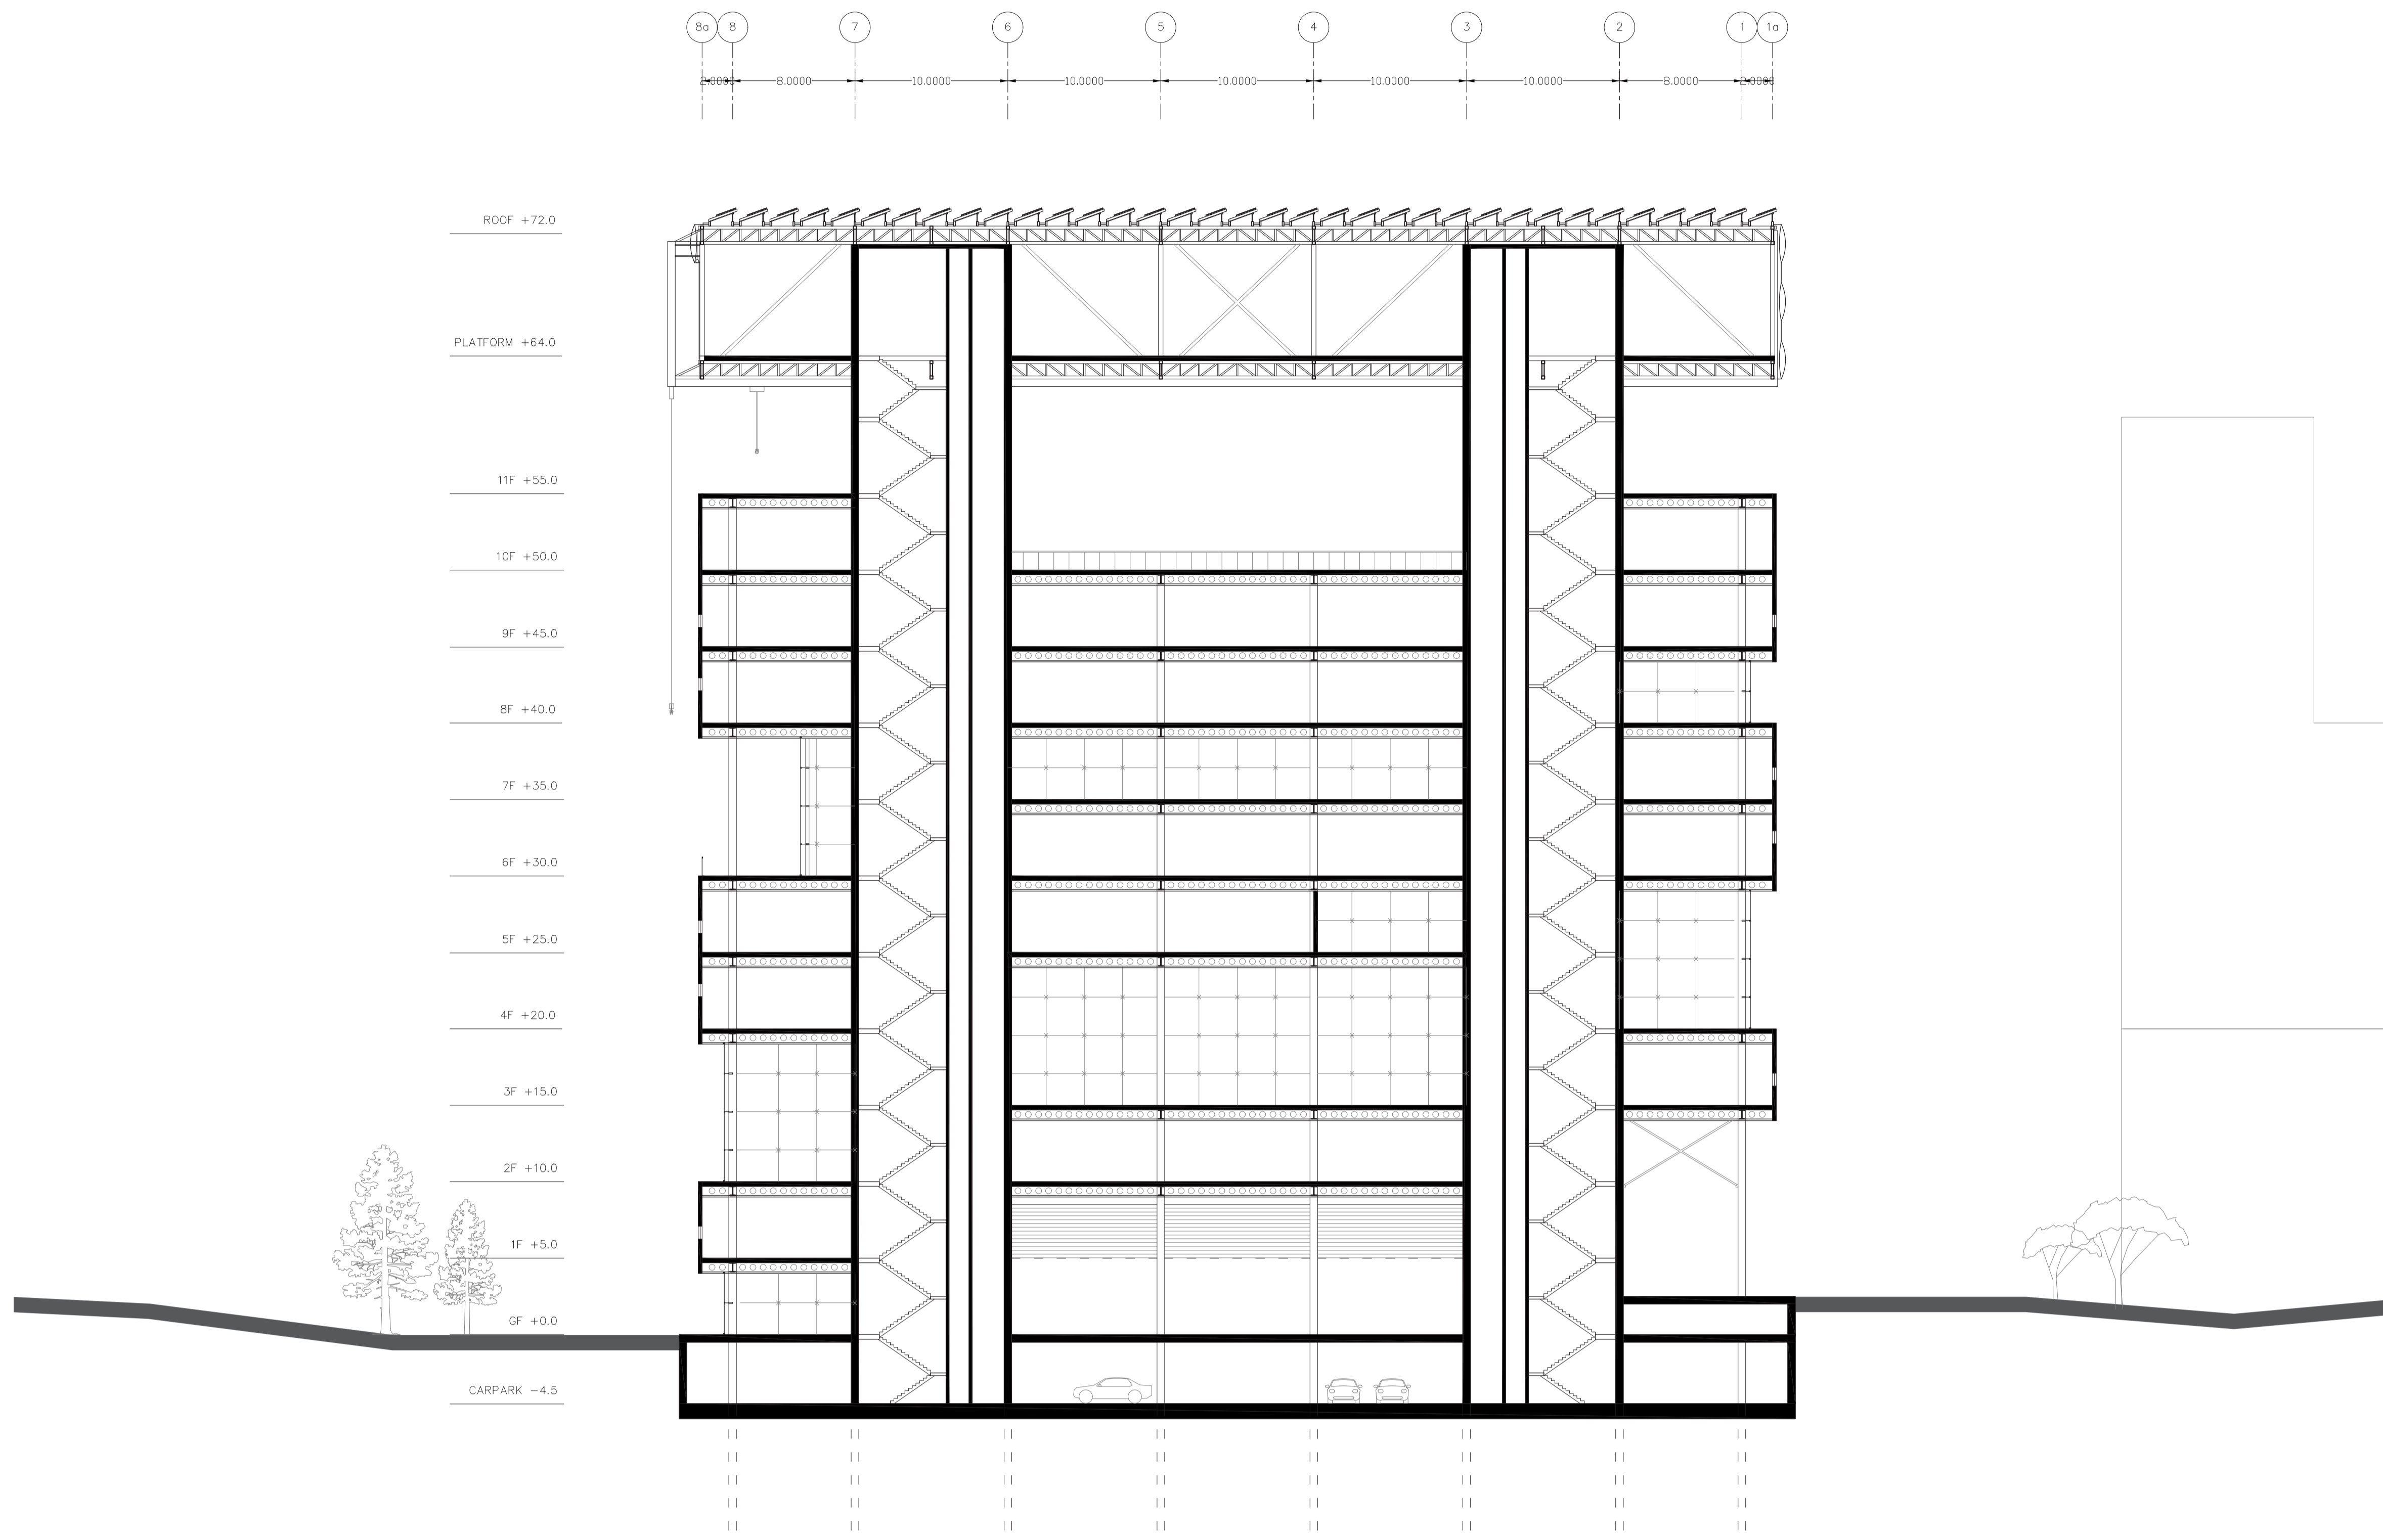 8a 8 7 6 5 4 3 2 1 1a
2.0000 8.0000 10.0000 10.0000 10.0000 10.0000 10.0000 8.0000 2.0000
ROOF +72.0
PLATFORM +64.0
11F +55.0
10F +50.0
9F +45.0
8F +40.0
7F +35.0
6F +30.0
5F +25.0
4F +20.0
3F +15.0
2F +10.0
1F +5.0
GF +0.0
CARPARK -4.5